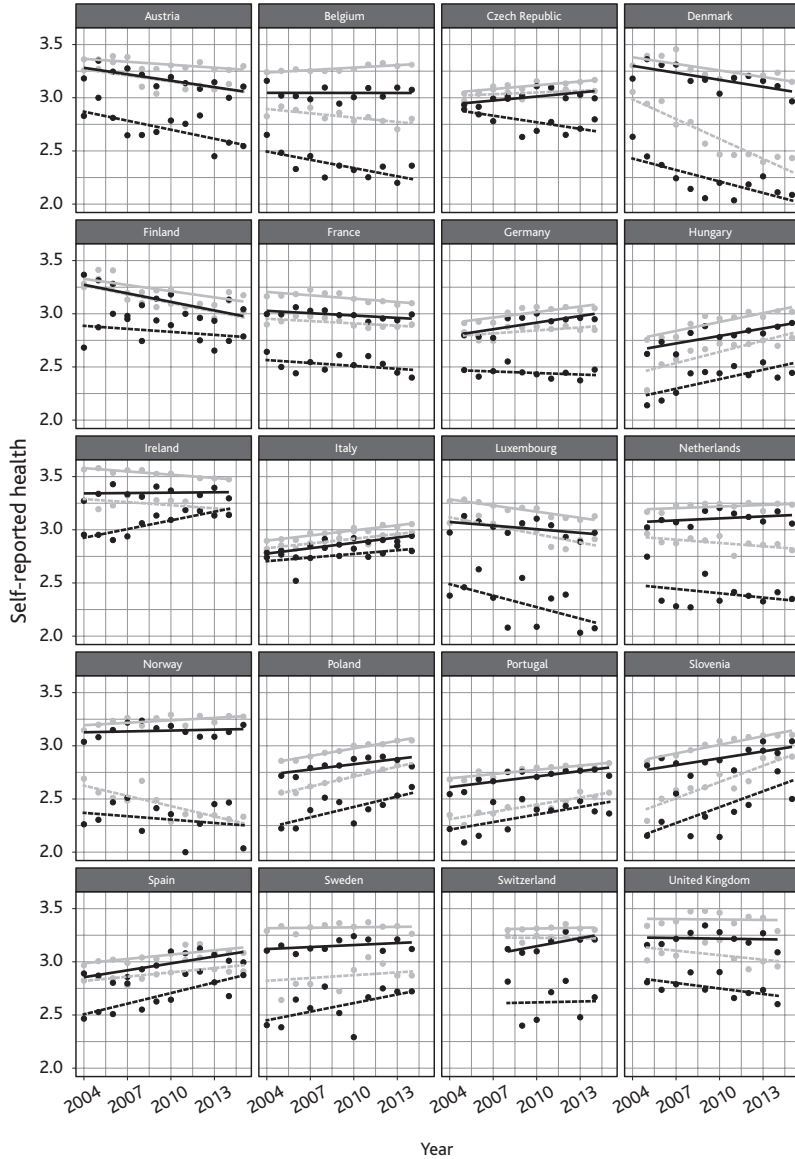 Austria Belgium Czech Republic Denmark
3.5
3.0
2.5
2.0
Finland France Germany Hungary
3.5
3.0
2.5
2.0
Self-reported health
Ireland Italy Luxembourg Netherlands
3.5
3.0
2.5
2.0
Norway Poland Portugal Slovenia
3.5
3.0
2.5
2.0
Spain Sweden Switzerland United Kingdom
3.5
3.0
2.5
2.0
2004 2007 2010 2013 2004 2007 2010 2013 2004 2007 2010 2013 2004 2007 2010 2013
Year